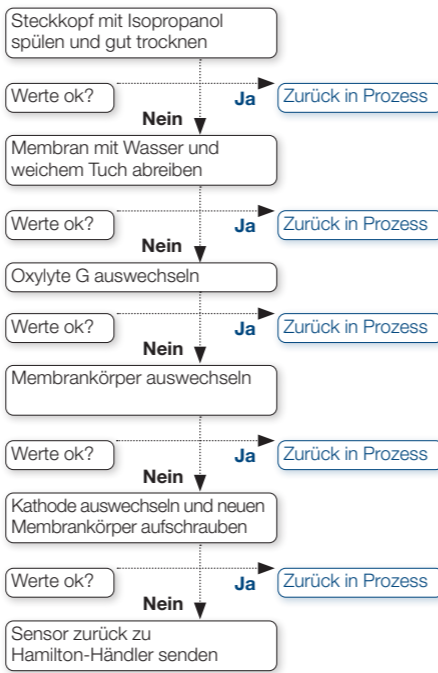 Steckkopf mit Isopropanol
spülen und gut trocknen
Werte ok?
Ja
Zurück in Prozess
Nein
Membran mit Wasser und
weichem Tuch abreiben
Werte ok?
Ja
Zurück in Prozess
Nein
Oxylyte G auswechseln
Werte ok?
Ja
Zurück in Prozess
Nein
Membrankörper auswechseln
Werte ok?
Ja
Zurück in Prozess
Nein
Kathode auswechseln und neuen
Membrankörper aufschrauben
Werte ok?
Ja
Zurück in Prozess
Nein
Sensor zurück zu
Hamilton-Händler senden